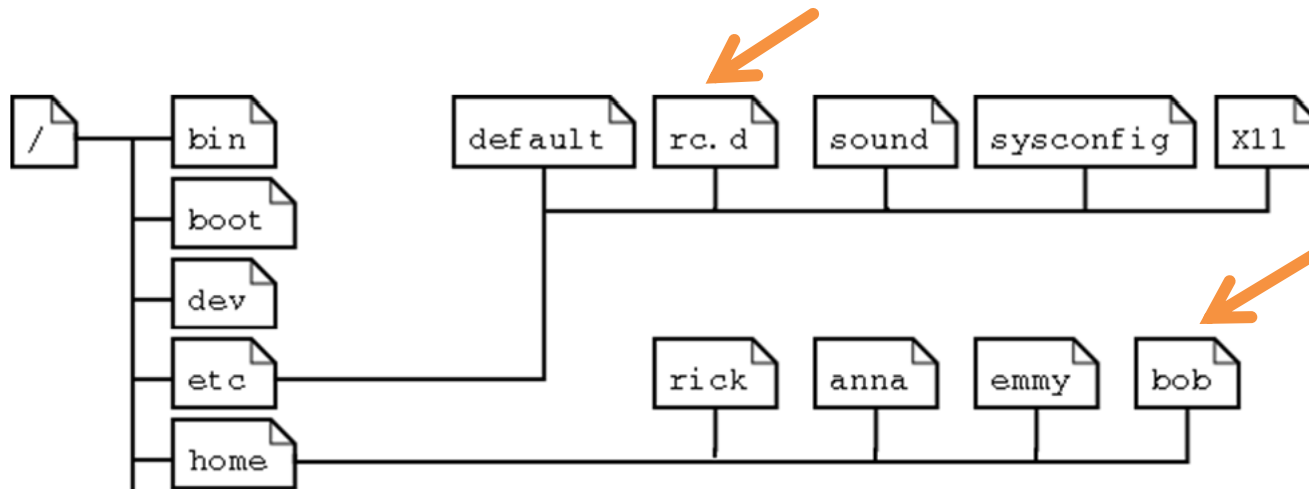 / bin default rc.d sound sysconfig X11
boot
dev
etc rick anna emmy bob
home